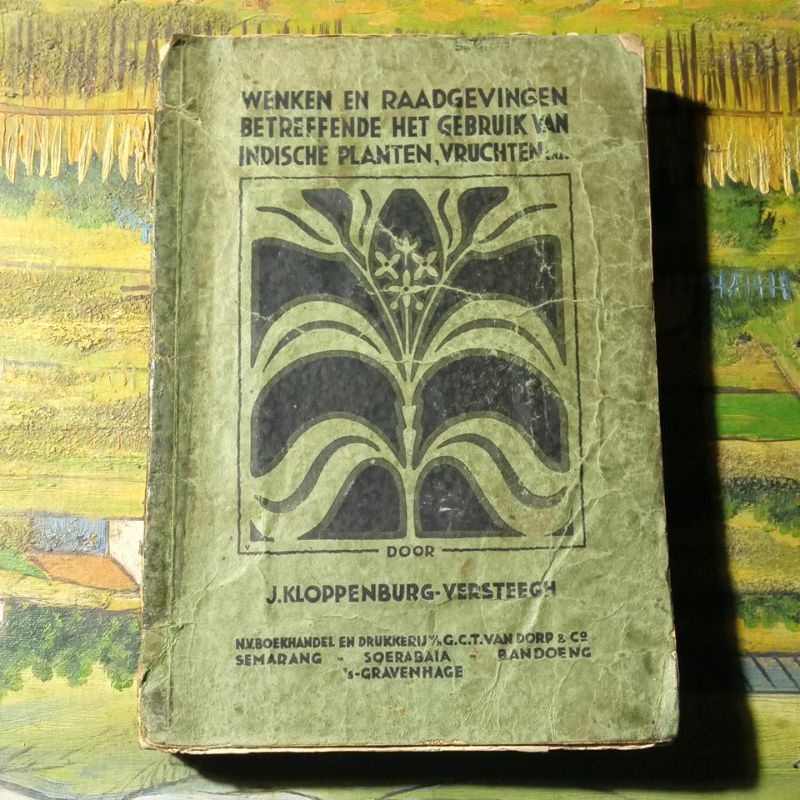 WENKEN EN RAADGEVINGEN
BETREFFENDE HET GEBRUIK VAN
INDISCHE PLANTEN, VRUCHTEN ENZ.
DOOR
J. KLOPPENBURG-VERSTEEGH
N.V. BOEKHANDEL EN DRUKKERIJ V/H G.C.T. VAN DORP & Co
SEMARANG - SOERABAIA - BANDOENG
's-GRAVENHAGE